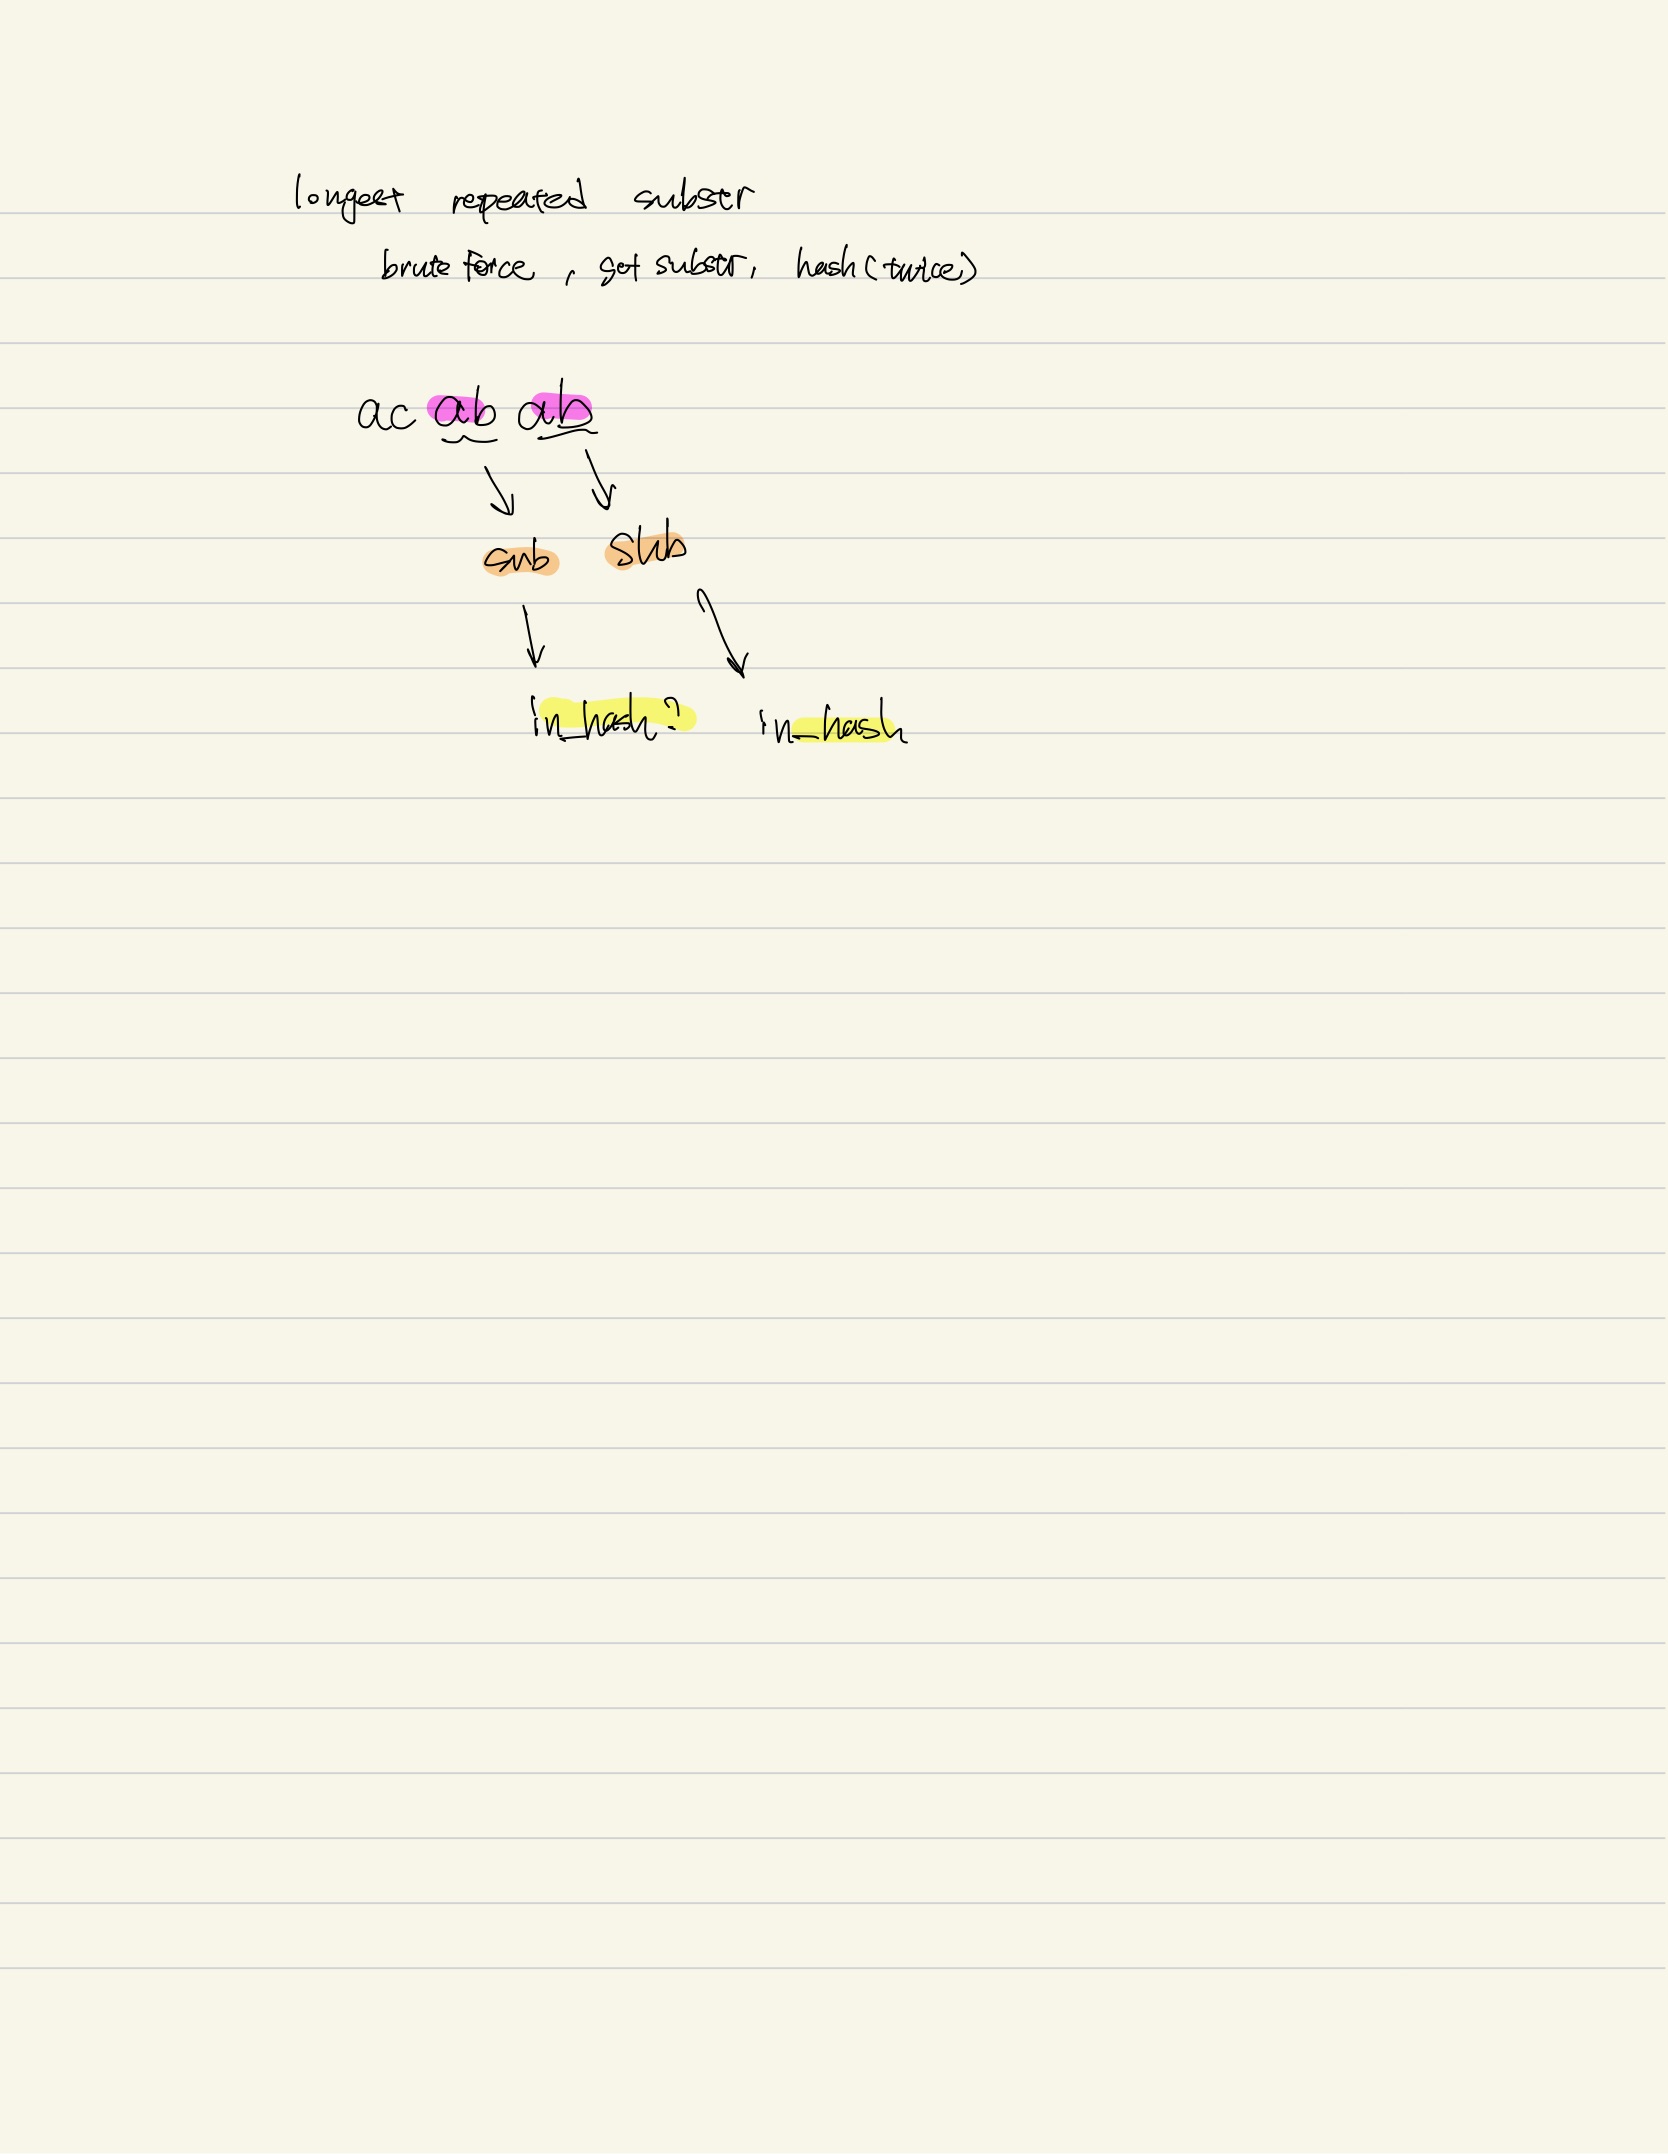 longest repeated substr
brute force, get substr, hash (twice)
ac ab ab
sub sub
in_hash? in_hash